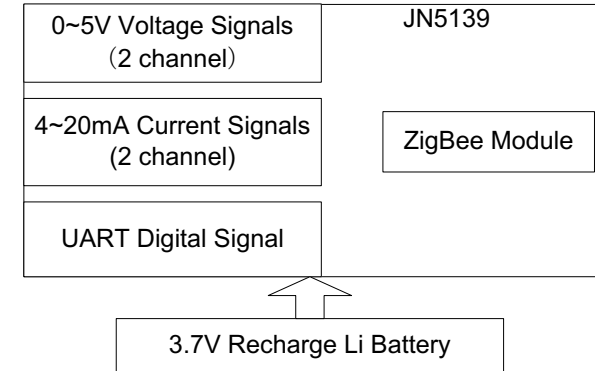 0~5V Voltage Signals
（2 channel）
JN5139
4~20mA Current Signals
(2 channel)
ZigBee Module
UART Digital Signal
3.7V Recharge Li Battery